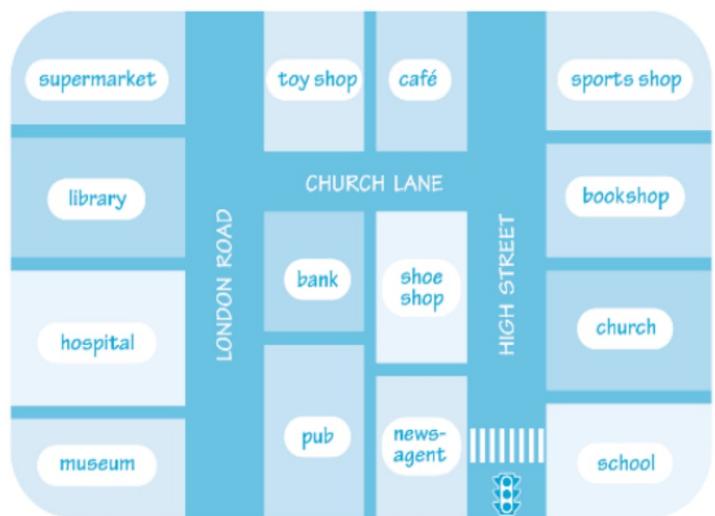 supermarket
toy shop
café
sports shop
CHURCH LANE
library
bookshop
LONDON ROAD
HIGH STREET
bank
shoe
shop
hospital
church
pub
news-
agent
museum
school